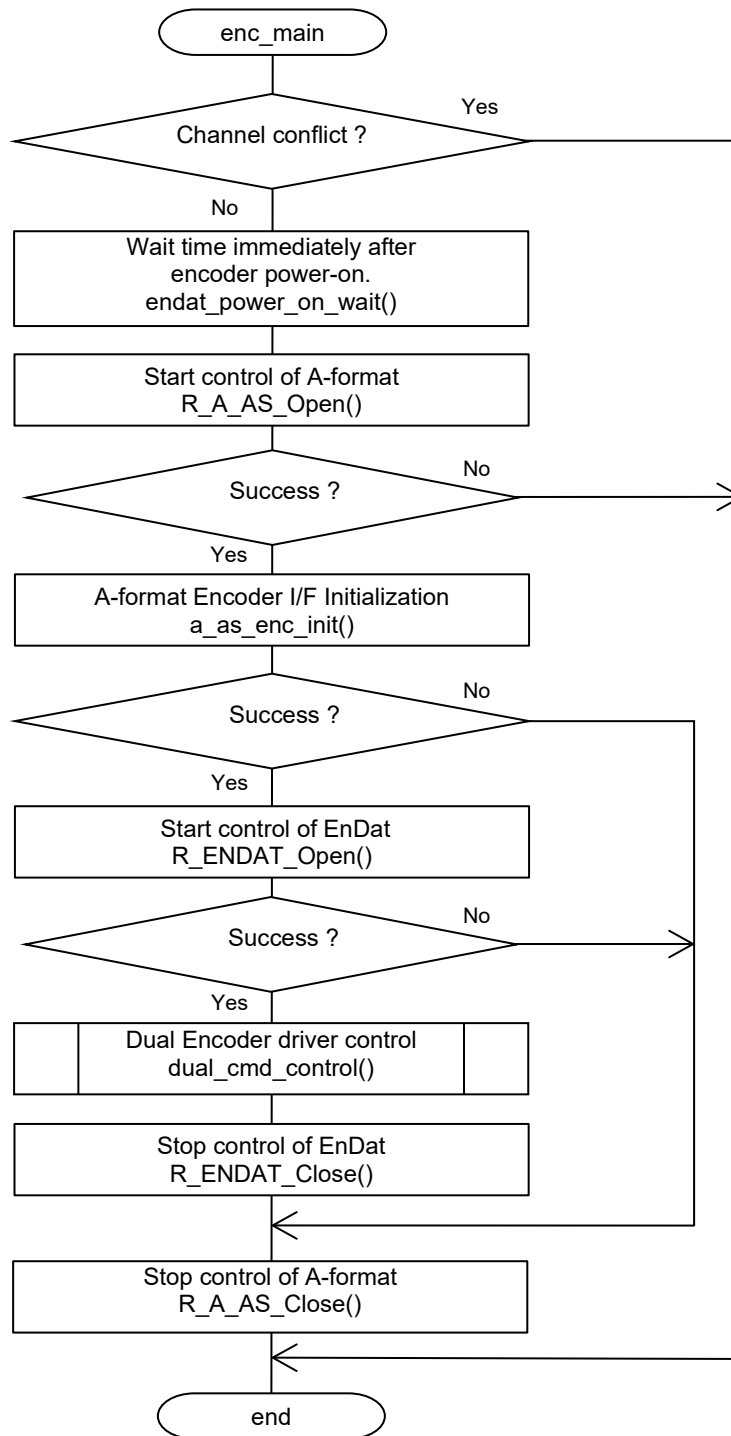 enc_main
Yes
Channel conflict ?
No
Wait time immediately after
encoder power-on.
endat_power_on_wait()
Start control of A-format
R_A_AS_Open()
No
Success ?
Yes
A-format Encoder I/F Initialization
a_as_enc_init()
No
Success ?
Yes
Start control of EnDat
R_ENDAT_Open()
No
Success ?
Yes
Dual Encoder driver control
dual_cmd_control()
Stop control of EnDat
R_ENDAT_Close()
Stop control of A-format
R_A_AS_Close()
end